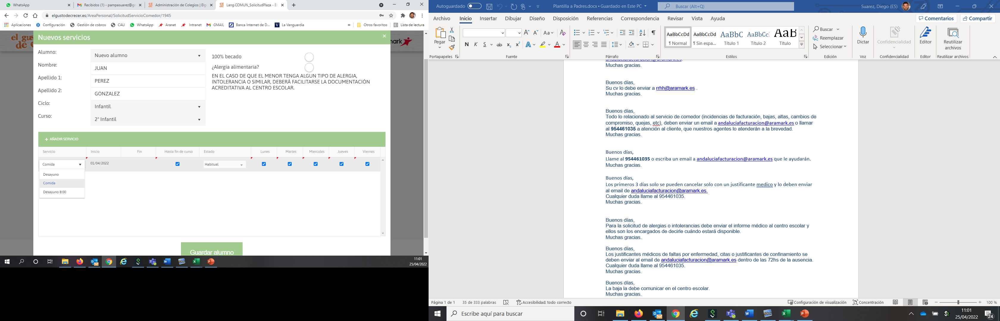 WhatsApp
Recibidos (1) - pampasuarez@gm
Administración de Colegios | Elgu
Lang.COMUN_SolicitudPlaza - El
elgustodecrecer.es/AreaPersonal/SolicitudServicioComedor/1945
Aplicaciones
Configuración
Gestión de cobros
CAU
WhatsApp
Aranet
Intranet
GMAIL
Banca Internet de D...
La Vanguardia
»
Otros favoritos
Lista de lectura
el gus
de c
mark
Nuevos servicios
Alumno:
Nuevo alumno
Nombre:
JUAN
Apellido 1:
PEREZ
Apellido 2:
GONZALEZ
Ciclo:
Infantil
Curso:
2° Infantil
100% becado
¿Alergia alimentaria?
EN EL CASO DE QUE EL MENOR TENGA ALGUN TIPO DE ALERGIA,
INTOLERANCIA O SIMILAR, DEBERÁ FACILITARSE LA DOCUMENTACIÓN
ACREDITATIVA AL CENTRO ESCOLAR.
+ AÑADIR SERVICIO
Servicio Inicio Fin Hasta fin de curso Estado Lunes Martes Miercoles Jueves Viernes
Comida 01/04/2022 Habitual
Desayuno
Comida
Desayuno 8:00
Guardar alumno
11:01
25/04/2022
Autoguardado
Plantilla a Padres.docx • Guardado en Este PC
Buscar (Alt+Q)
Suarez, Diego (ES)
Archivo Inicio Insertar Dibujar Diseño Disposición Referencias Correspondencia Revisar Vista Ayuda
Comentarios
Compartir
Pegar
Portapapeles
N K S ab x₂ x² A A
A A Aa A
Fuente
Párrafo
AaBbCcDd
¶ Normal
AaBbCcDd
¶ Sin espa...
AaBbC
Título 1
AaBbCc
Título 2
AaB
Título
Estilos
Buscar
Reemplazar
Seleccionar
Edición
Dictar
Voz
Confidencialidad
Confidencialidad
Editor
Editor
Reutilizar
archivos
Reutilizar archivos
andaluciafacturacion@aramark.es.
Muchas gracias.
Buenos días,
Su cv lo debe enviar a rrhh@aramark.es .
Muchas gracias.
Buenos días,
Todo lo relacionado al servicio de comedor (incidencias de facturación, bajas, altas, cambios de
compromiso, quejas, etc), deben enviar un email a andaluciafacturacion@aramark.es o llamar
al 954461035 a atención al cliente, que nuestros agentes lo atenderán a la brevedad.
Muchas gracias.
Buenos días,
Llame al 954461035 o escriba un email a andaluciafacturacion@aramark.es que le ayudarán.
Muchas gracias.
Buenos días,
Los primeros 3 días solo se pueden cancelar solo con un justificante medico y lo deben enviar
al email de andaluciafacturacion@aramark.es.
Cualquier duda llame al 954461035.
Muchas gracias.
Buenos días,
Para la solicitud de alergias o intolerancias debe enviar el informe médico al centro escolar y
ellos son los encargados de decirle cuándo estará disponible.
Muchas gracias.
Buenos días,
Los justificantes médicos de faltas por enfermedad, citas o justificantes de confinamiento se
deben enviar al email de andaluciafacturacion@aramark.es dentro de las 72hs de la ausencia.
Cualquier duda llame al 954461035.
Muchas gracias.
Buenos días,
La baja la debe comunicar en el centro escolar.
Muchas gracias.
Página 1 de 1
35 de 333 palabras
Accesibilidad: todo correcto
Configuración de visualización
Concentración
100 %
Escribe aquí para buscar
11:01
25/04/2022
24